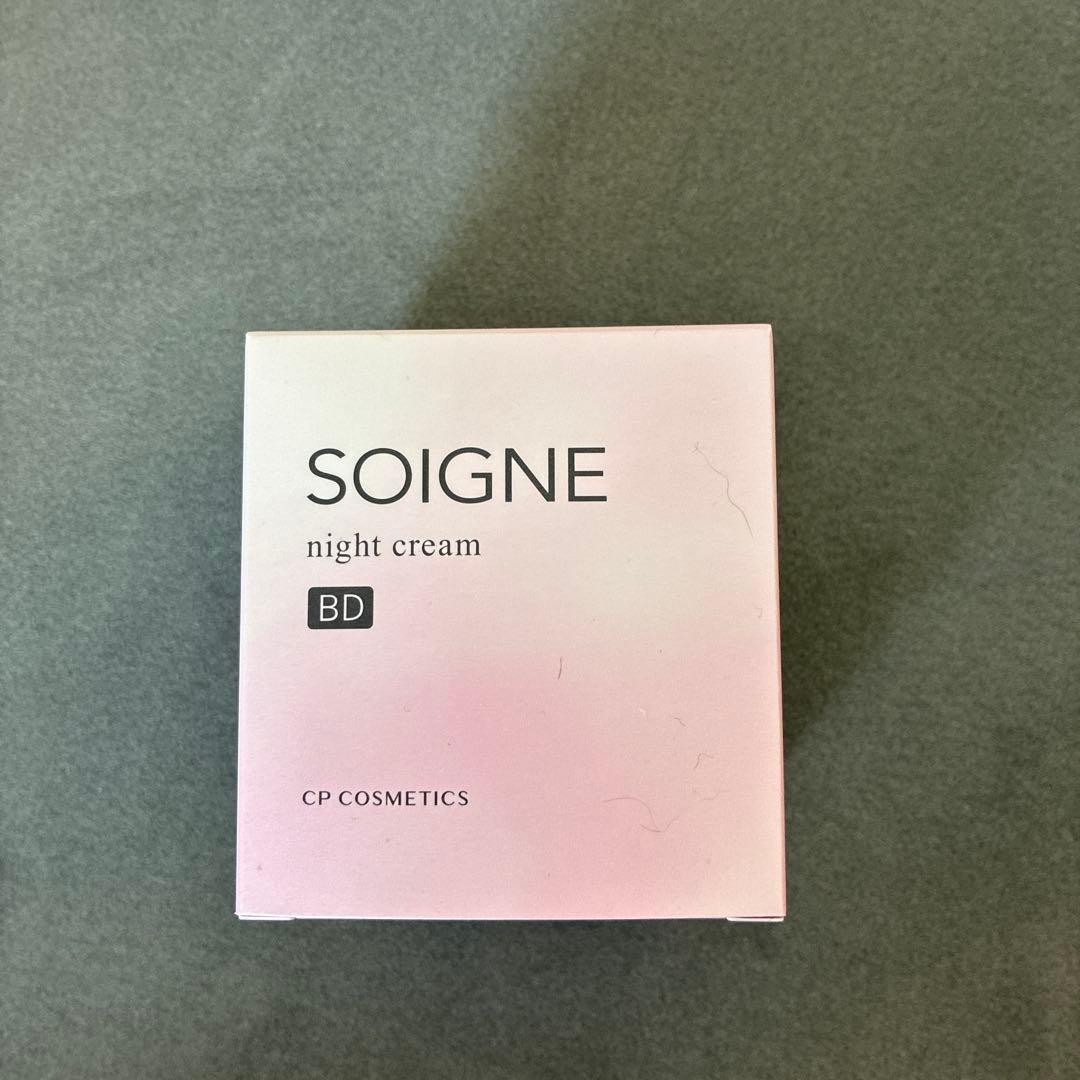 SOIGNE
night cream
BD
CP COSMETICS